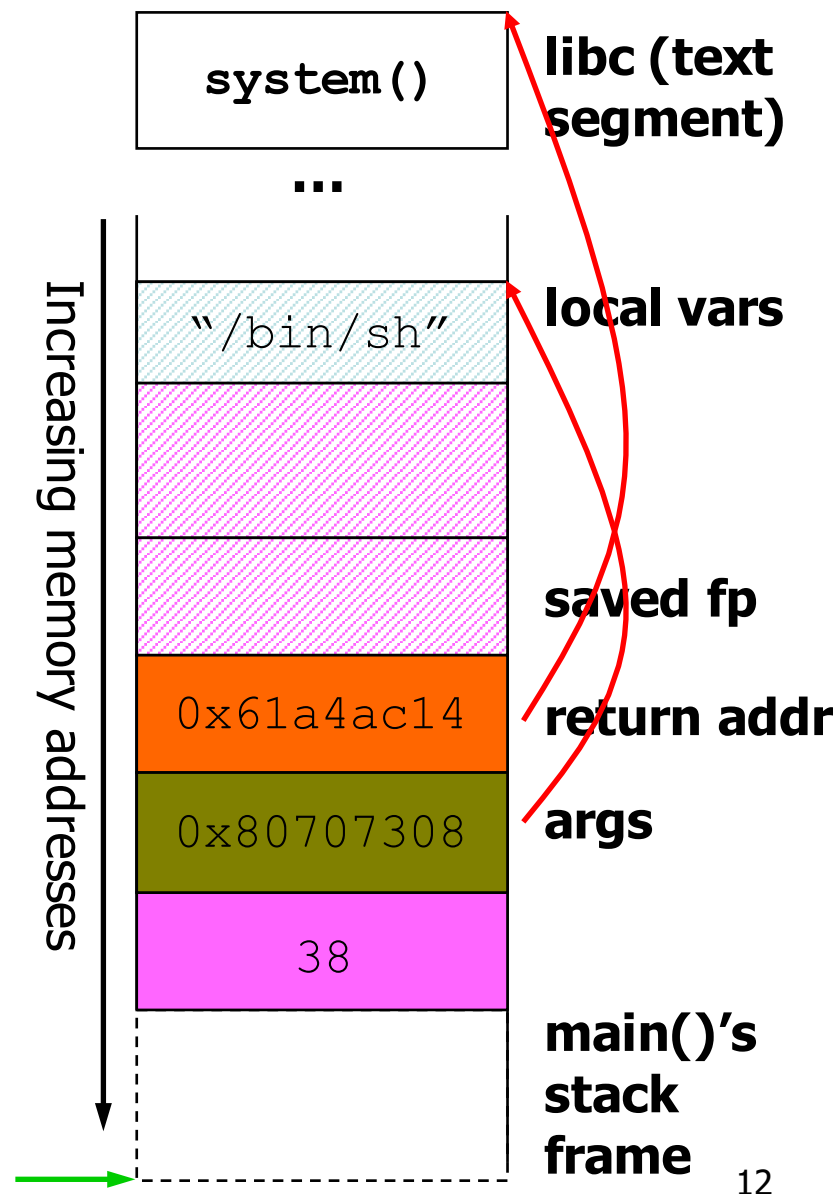 system()
libc (text
segment)
...
Increasing memory addresses
“/bin/sh”
local vars
saved fp
0x61a4ac14
return addr
0x80707308
args
38
main()’s
stack
frame
12